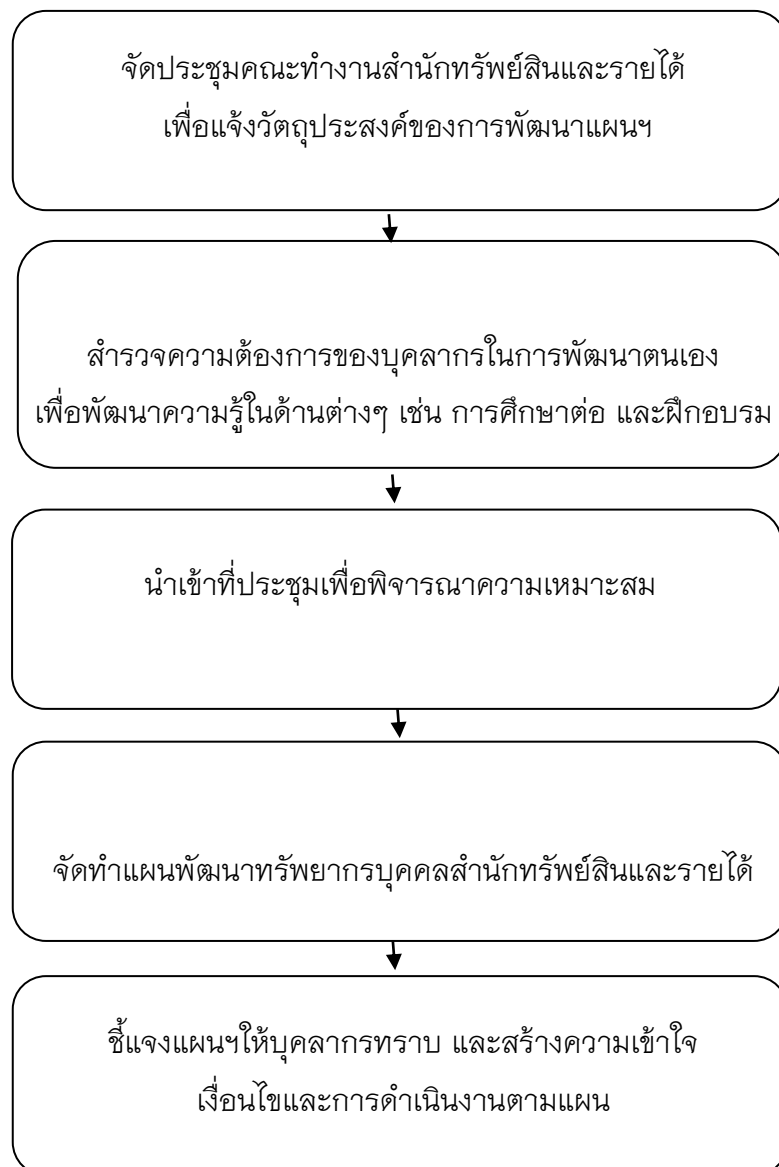 จัดประชุมคณะทำงานสำนักทรัพย์สินและรายได้
เพื่อแจ้งวัตถุประสงค์ของการพัฒนาแผนฯ
สำรวจความต้องการของบุคลากรในการพัฒนาตนเอง
เพื่อพัฒนาความรู้ในด้านต่างๆ เช่น การศึกษาต่อ และฝึกอบรม
นำเข้าที่ประชุมเพื่อพิจารณาความเหมาะสม
จัดทำแผนพัฒนาทรัพยากรบุคคลสำนักทรัพย์สินและรายได้
ชี้แจงแผนฯให้บุคลากรทราบ และสร้างความเข้าใจ
เงื่อนไขและการดำเนินงานตามแผน